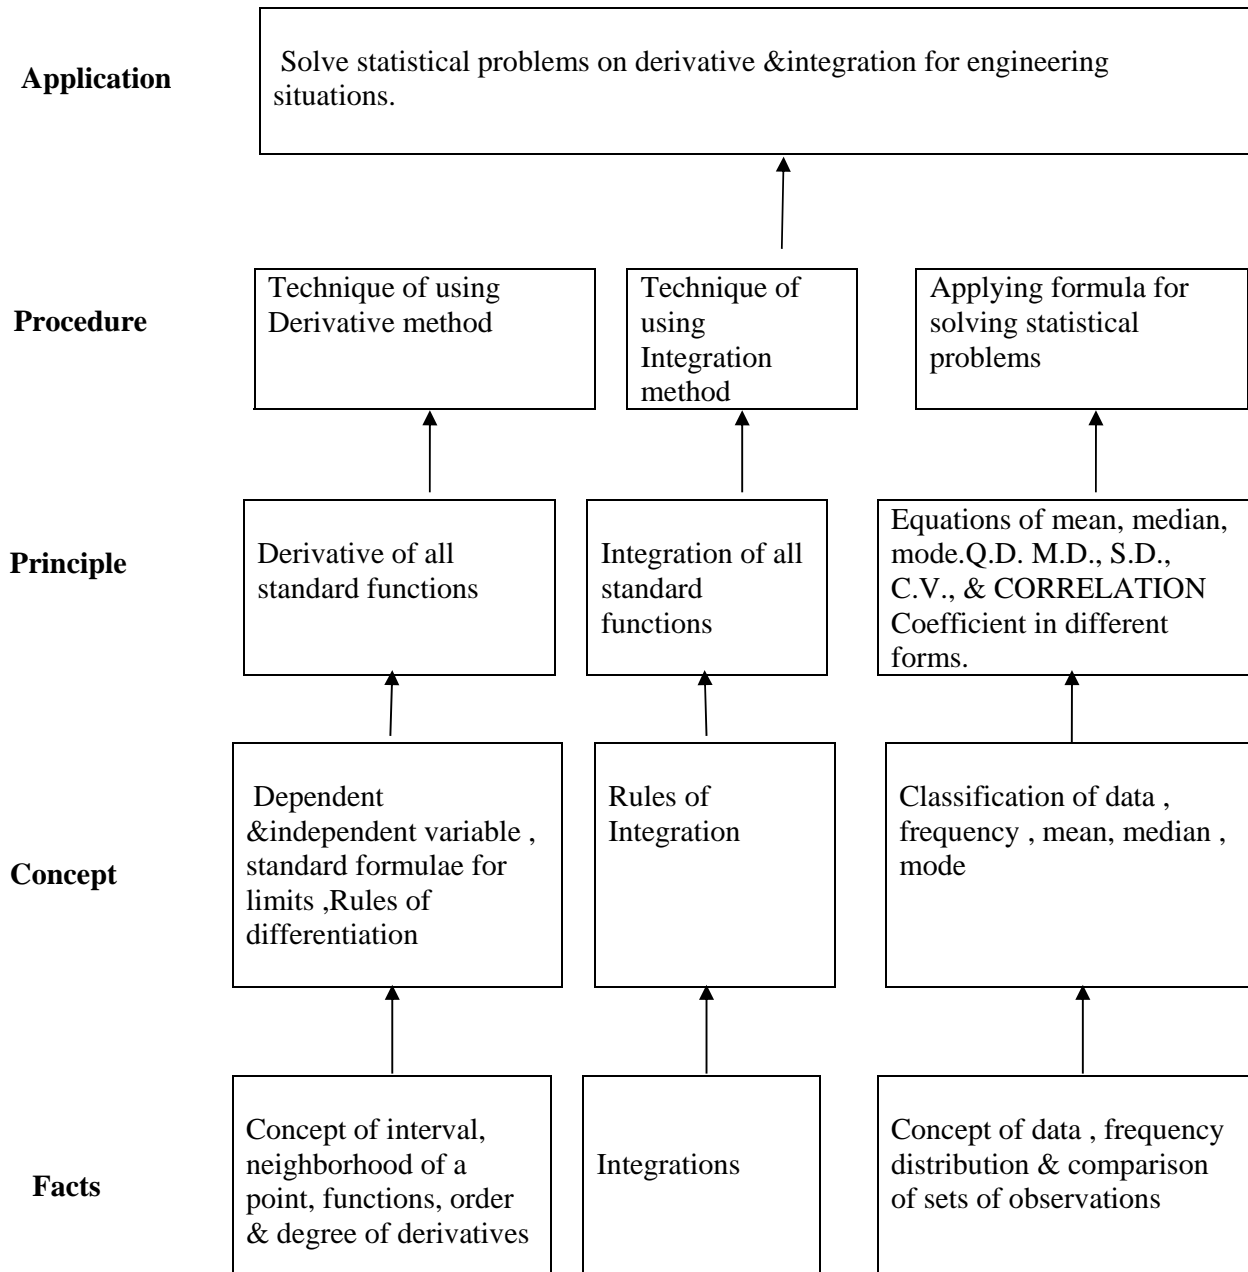 Application
Solve statistical problems on derivative &integration for engineering
situations.
Procedure
Technique of using
Derivative method
Technique of
using
Integration
method
Applying formula for
solving statistical
problems
Principle
Derivative of all
standard functions
Integration of all
standard
functions
Equations of mean, median,
mode.Q.D. M.D., S.D.,
C.V., & CORRELATION
Coefficient in different
forms.
Concept
Dependent
&independent variable ,
standard formulae for
limits ,Rules of
differentiation
Rules of
Integration
Classification of data ,
frequency , mean, median ,
mode
Facts
Concept of interval,
neighborhood of a
point, functions, order
& degree of derivatives
Integrations
Concept of data , frequency
distribution & comparison
of sets of observations